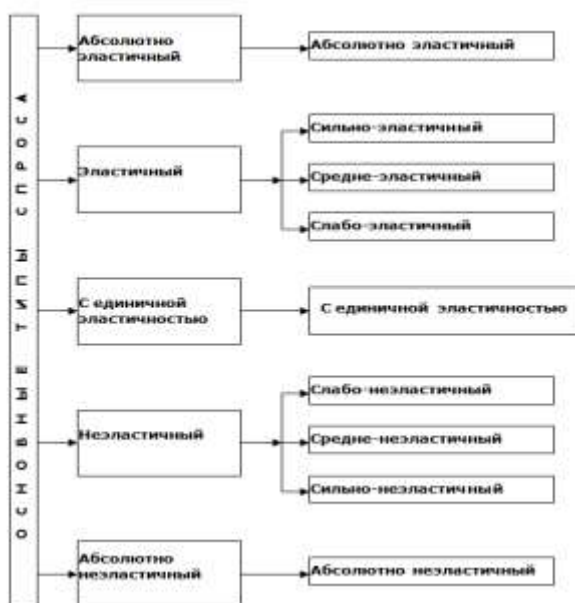 ОСНОВНЫЕ ТИПЫ СПРОСА
Абсолютно
эластичный
Абсолютно эластичный
Эластичный
Сильно-эластичный
Средне-эластичный
Слабо-эластичный
С единичной
эластичностью
С единичной эластичностью
Неэластичный
Слабо-неэластичный
Средне-неэластичный
Сильно-неэластичный
Абсолютно
неэластичный
Абсолютно неэластичный